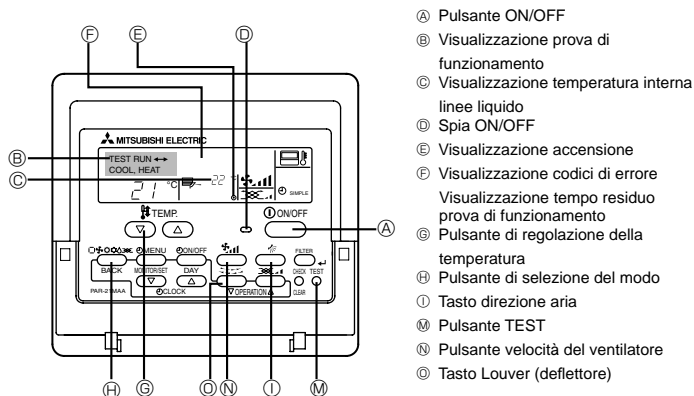 Ⓕ Ⓔ Ⓓ
MITSUBISHI ELECTRIC
Ⓑ TEST RUN ↔
COOL, HEAT
Ⓒ 21 °C 22 °C SIMPLE
TEMP. ON/OFF
Ⓐ
MENU ON/OFF FILTER
BACK MONITOR/SET DAY CHECK TEST
PAR-21MAA CLOCK ▽ OPERATION △ CLEAR
Ⓗ Ⓖ Ⓞ Ⓝ Ⓘ Ⓜ
Ⓐ Pulsante ON/OFF
Ⓑ Visualizzazione prova di
funzionamento
Ⓒ Visualizzazione temperatura interna
linee liquido
Ⓓ Spia ON/OFF
Ⓔ Visualizzazione accensione
Ⓕ Visualizzazione codici di errore
Visualizzazione tempo residuo
prova di funzionamento
Ⓖ Pulsante di regolazione della
temperatura
Ⓗ Pulsante di selezione del modo
Ⓘ Tasto direzione aria
Ⓜ Pulsante TEST
Ⓝ Pulsante velocità del ventilatore
Ⓞ Tasto Louver (deflettore)